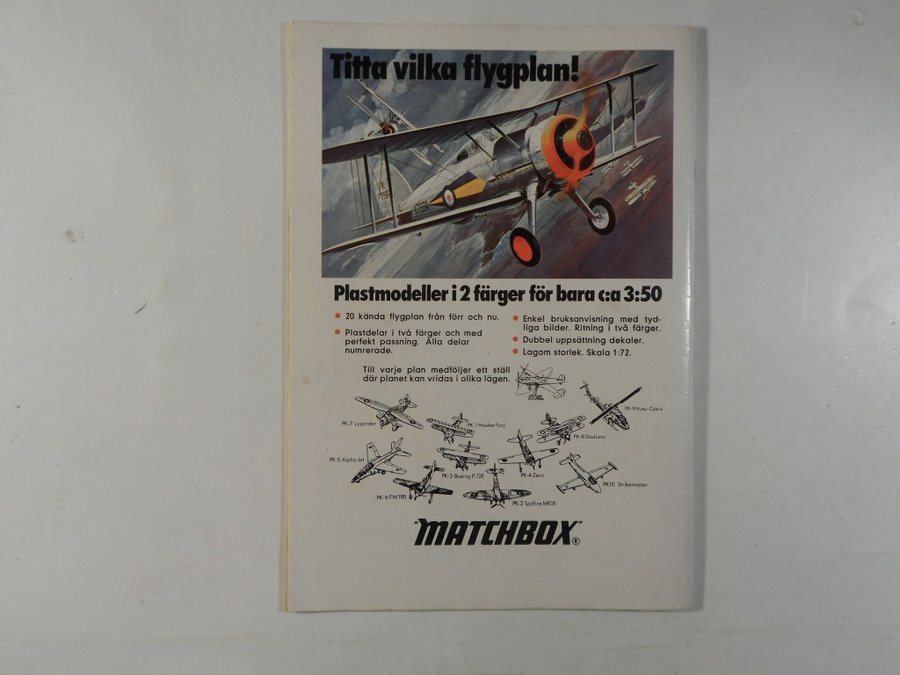 Titta vilka flygplan!
K7984
Plastmodeller i 2 färger för bara c:a 3:50
• 20 kända flygplan från förr och nu.
• Plastdelar i två färger och med
perfekt passning. Alla delar
numrerade.
• Enkel bruksanvisning med tyd-
liga bilder. Ritning i två färger.
• Dubbel uppsättning dekaler.
• Lagom storlek. Skala 1:72.
Till varje plan medföljer ett ställ
där planet kan vridas i olika lägen.
PK-7 Lysander
PK-1 Hawker Fury
PK-8 Gladiator
PK-9 Huey-Cobra
PK-5 Alpha Jet
PK-3 Boeing P.12E
PK-4 Zero
PK10 Strikemaster
PK-6 FW190
PK-2 Spitfire MKIX
"MATCHBOX"®